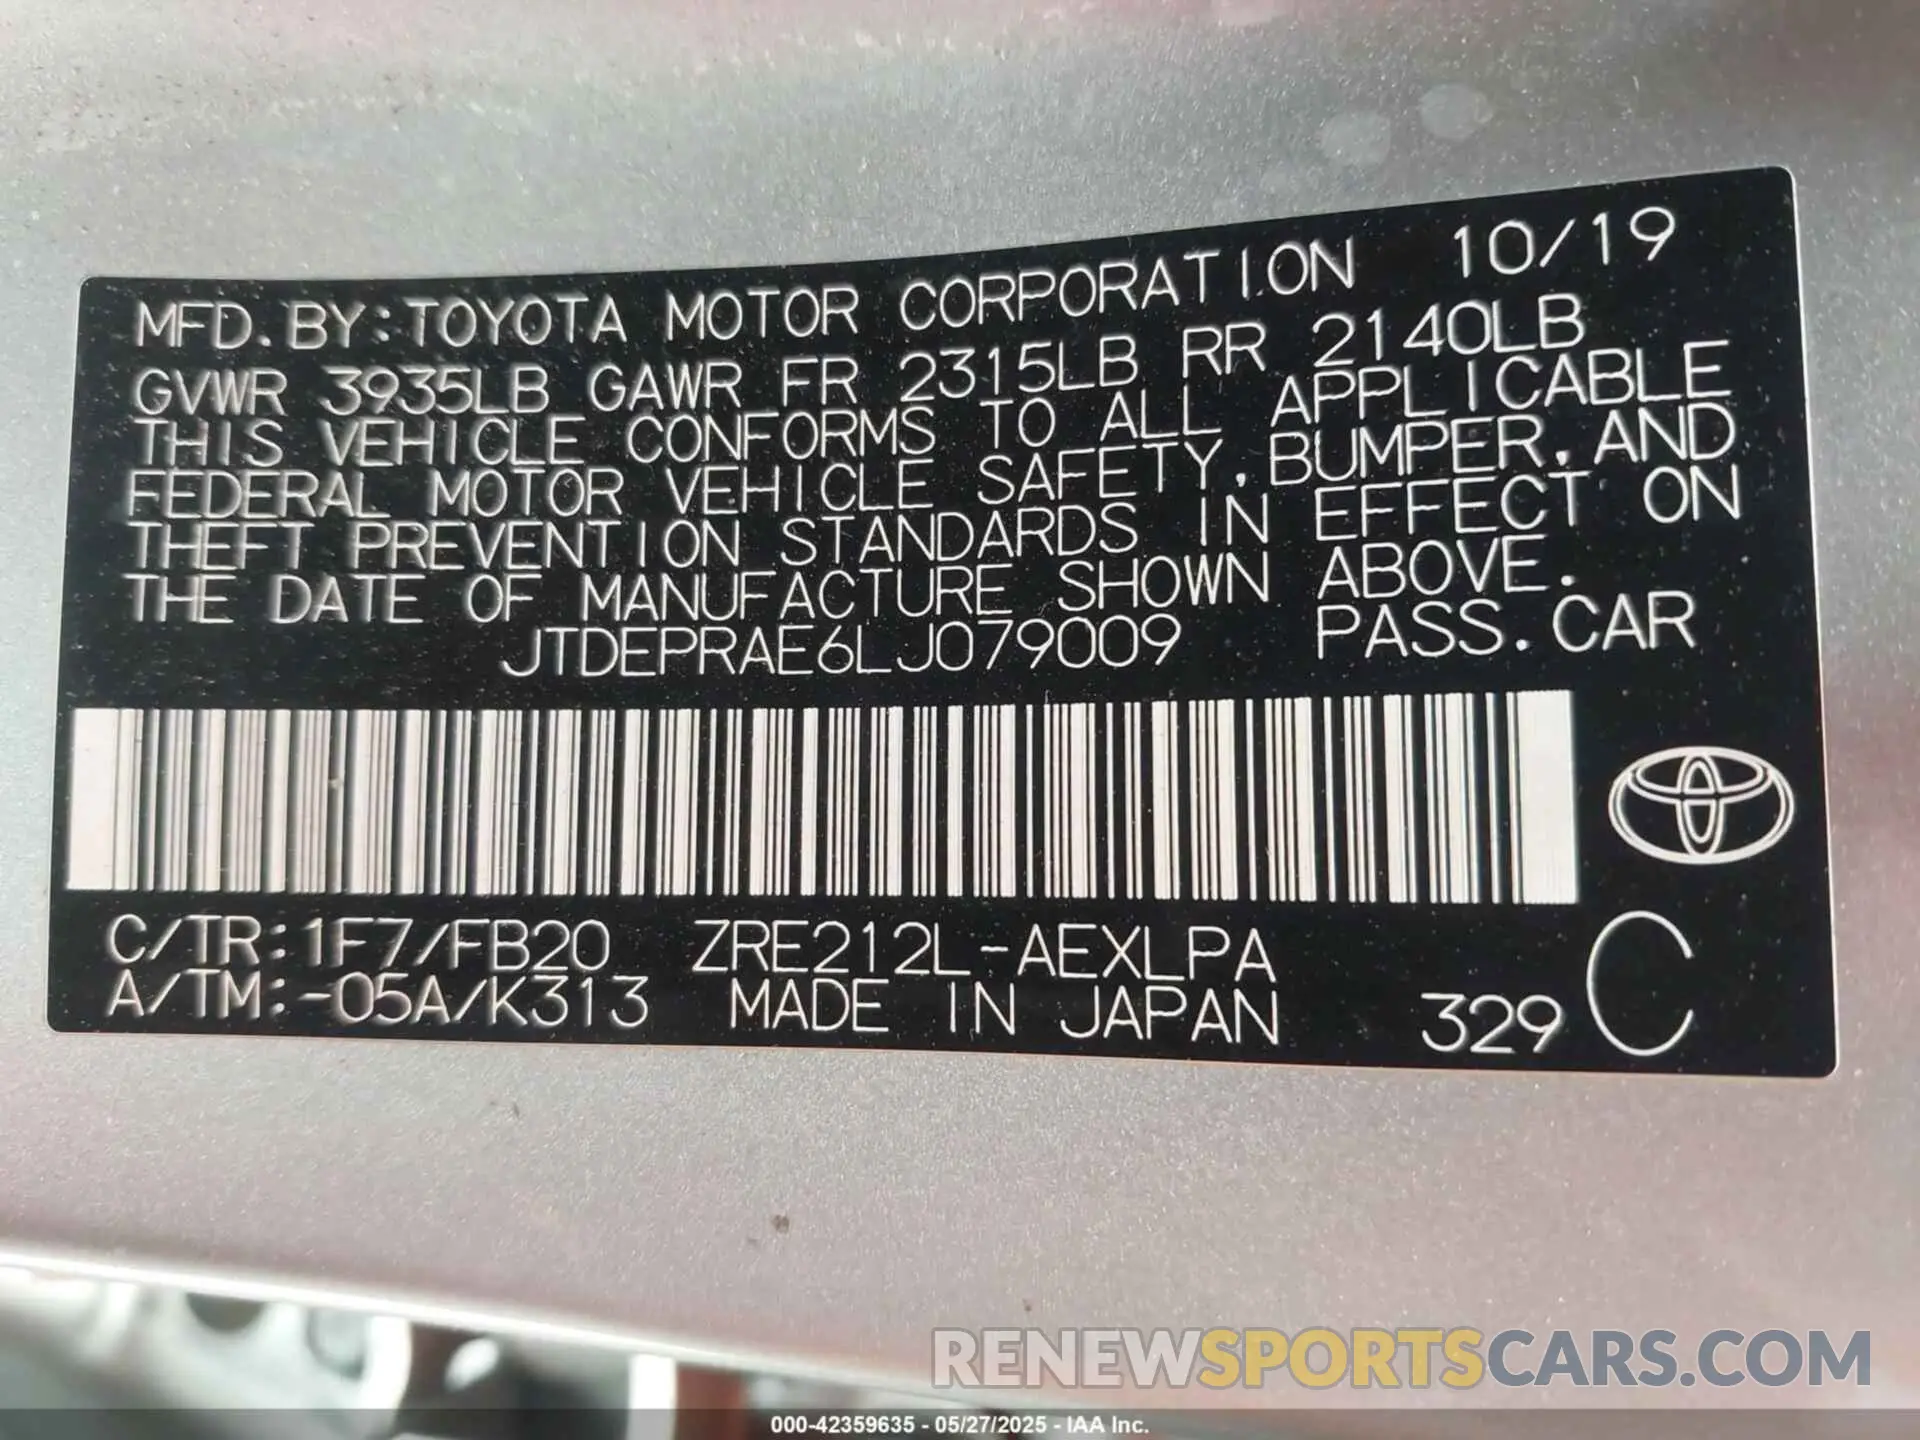 MFD. BY:TOYOTA MOTOR CORPORATION 10/19
GVWR 3935LB GAWR FR 2315LB RR 2140LB
THIS VEHICLE CONFORMS TO ALL APPLICABLE
FEDERAL MOTOR VEHICLE SAFETY, BUMPER, AND
THEFT PREVENTION STANDARDS IN EFFECT ON
THE DATE OF MANUFACTURE SHOWN ABOVE.
JTDEPRAE6LJ079009 PASS. CAR
C/TR:1F7/FB20 ZRE212L-AEXLPA
A/TM:-05A/K313 MADE IN JAPAN 329 C
RENEWSPORTSCARS.COM
000-42359635 - 05/27/2025 - IAA Inc.